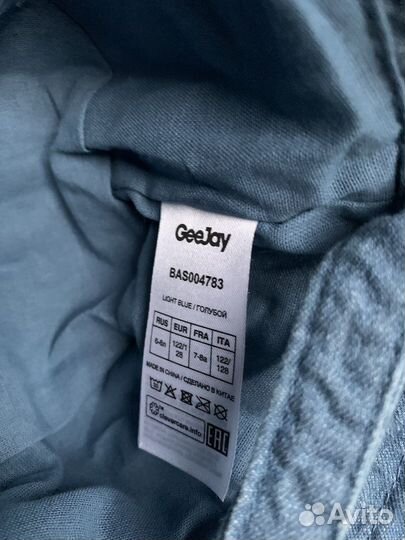 GeeJay
BAS004783
LIGHT BLUE / ГОЛУБОЙ
RUS EUR FRA ITA
6-8л 122/128 7-8a 122/128
MADE IN CHINA / СДЕЛАНО В КИТАЕ
clevercare.info
EAC
Avito